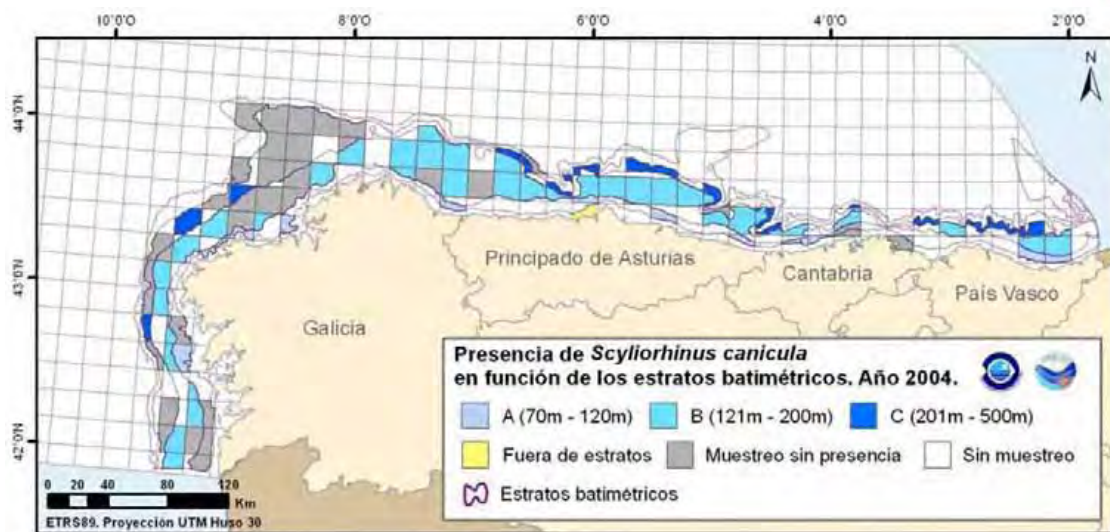 10°0'O 8°0'O 6°0'O 4°0'O 2°0'O
N
44°0'N
43°0'N
42°0'N
Galicia
Principado de Asturias
Cantabria
País Vasco
Presencia de Scyliorhinus canicula
en función de los estratos batimétricos. Año 2004.
A (70m - 120m) B (121m - 200m) C (201m - 500m)
Fuera de estratos Muestreo sin presencia Sin muestreo
Estratos batimétricos
0 20 40 80 120
Km
ETRS89. Proyección UTM Huso 30